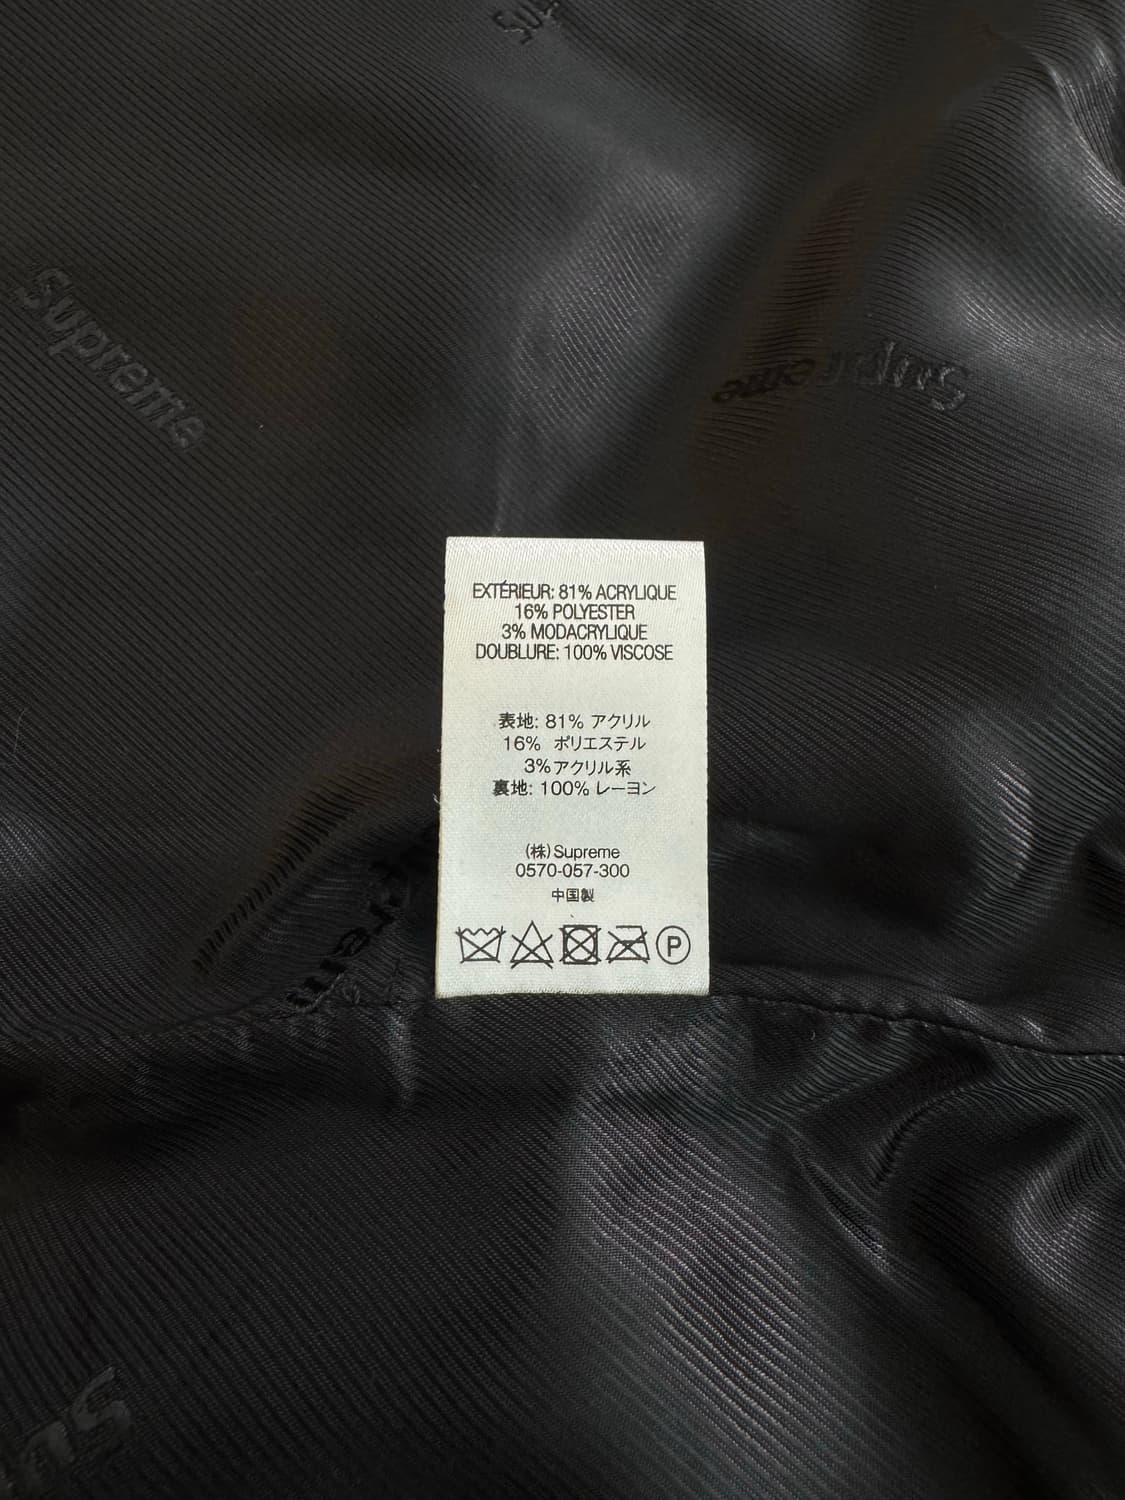 Sup
Supreme
Supreme
EXTÉRIEUR: 81% ACRYLIQUE
16% POLYESTER
3% MODACRYLIQUE
DOUBLURE: 100% VISCOSE
表地: 81% アクリル
16% ポリエステル
3%アクリル系
裏地: 100% レーヨン
(株)Supreme
0570-057-300
中国製
P